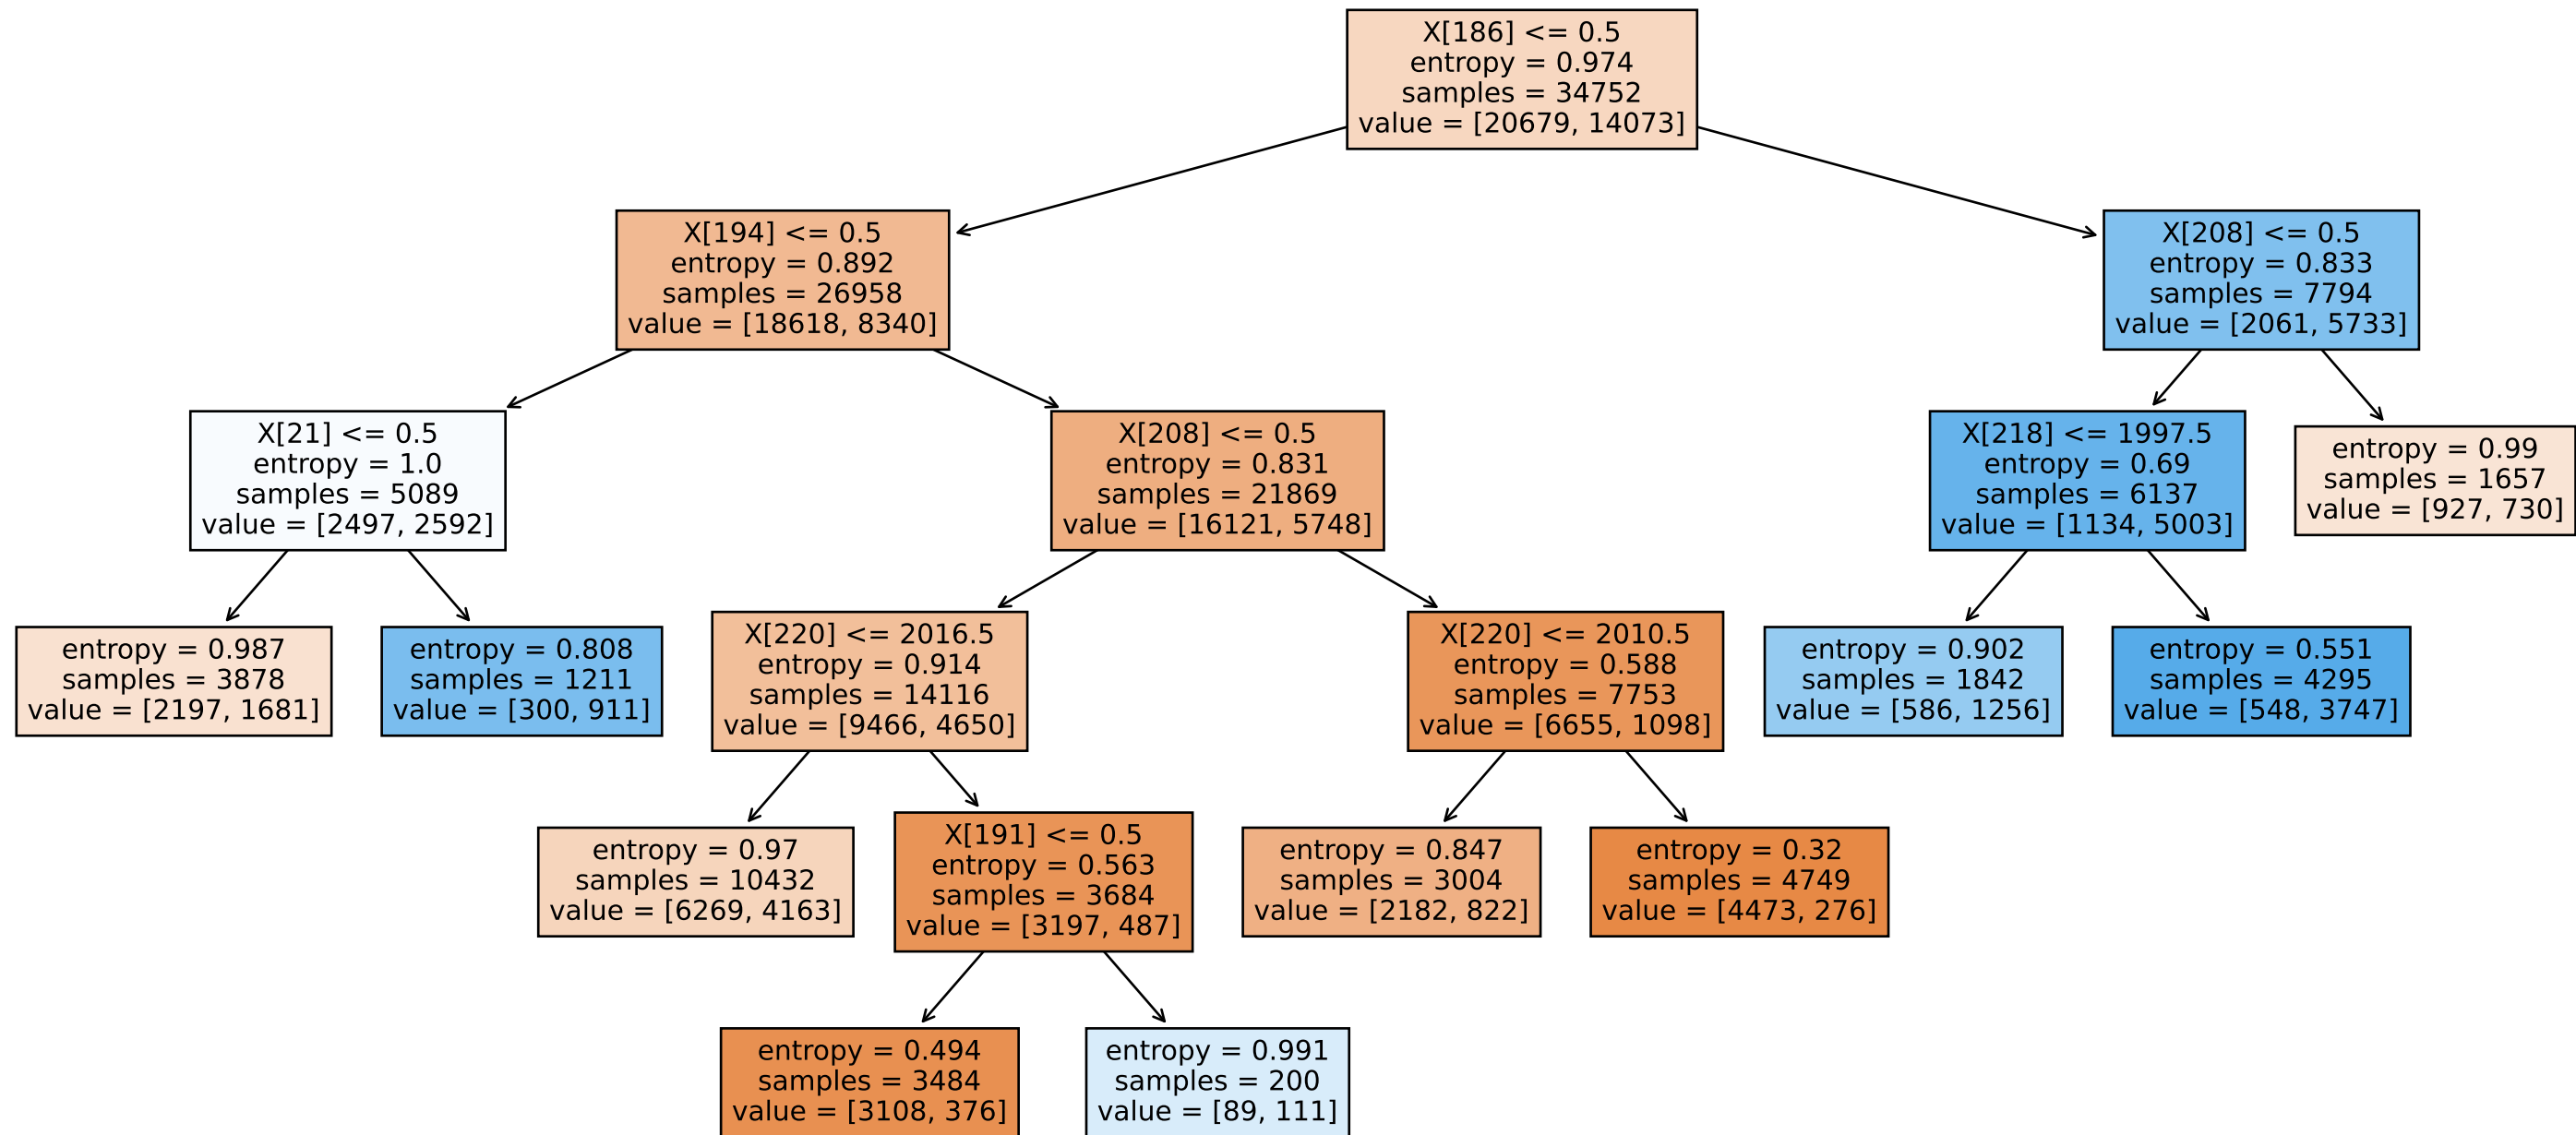 X[186] <= 0.5
entropy = 0.974
samples = 34752
value = [20679, 14073]
X[194] <= 0.5
entropy = 0.892
samples = 26958
value = [18618, 8340]
X[208] <= 0.5
entropy = 0.833
samples = 7794
value = [2061, 5733]
X[21] <= 0.5
entropy = 1.0
samples = 5089
value = [2497, 2592]
X[208] <= 0.5
entropy = 0.831
samples = 21869
value = [16121, 5748]
X[218] <= 1997.5
entropy = 0.69
samples = 6137
value = [1134, 5003]
entropy = 0.99
samples = 1657
value = [927, 730]
entropy = 0.987
samples = 3878
value = [2197, 1681]
entropy = 0.808
samples = 1211
value = [300, 911]
X[220] <= 2016.5
entropy = 0.914
samples = 14116
value = [9466, 4650]
X[220] <= 2010.5
entropy = 0.588
samples = 7753
value = [6655, 1098]
entropy = 0.902
samples = 1842
value = [586, 1256]
entropy = 0.551
samples = 4295
value = [548, 3747]
entropy = 0.97
samples = 10432
value = [6269, 4163]
X[191] <= 0.5
entropy = 0.563
samples = 3684
value = [3197, 487]
entropy = 0.847
samples = 3004
value = [2182, 822]
entropy = 0.32
samples = 4749
value = [4473, 276]
entropy = 0.494
samples = 3484
value = [3108, 376]
entropy = 0.991
samples = 200
value = [89, 111]